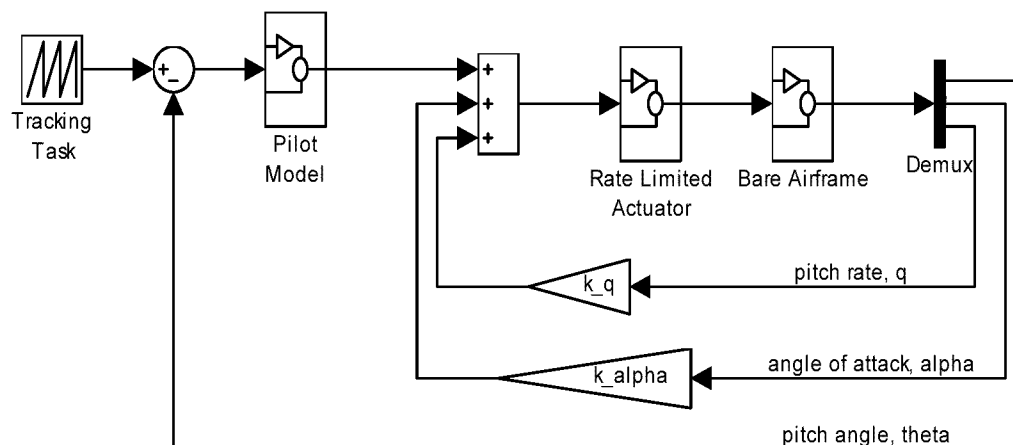 Tracking
Task
+
−
Pilot
Model
+
+
+
Rate Limited
Actuator
Bare Airframe
Demux
pitch rate, q
k_q
angle of attack, alpha
k_alpha
pitch angle, theta